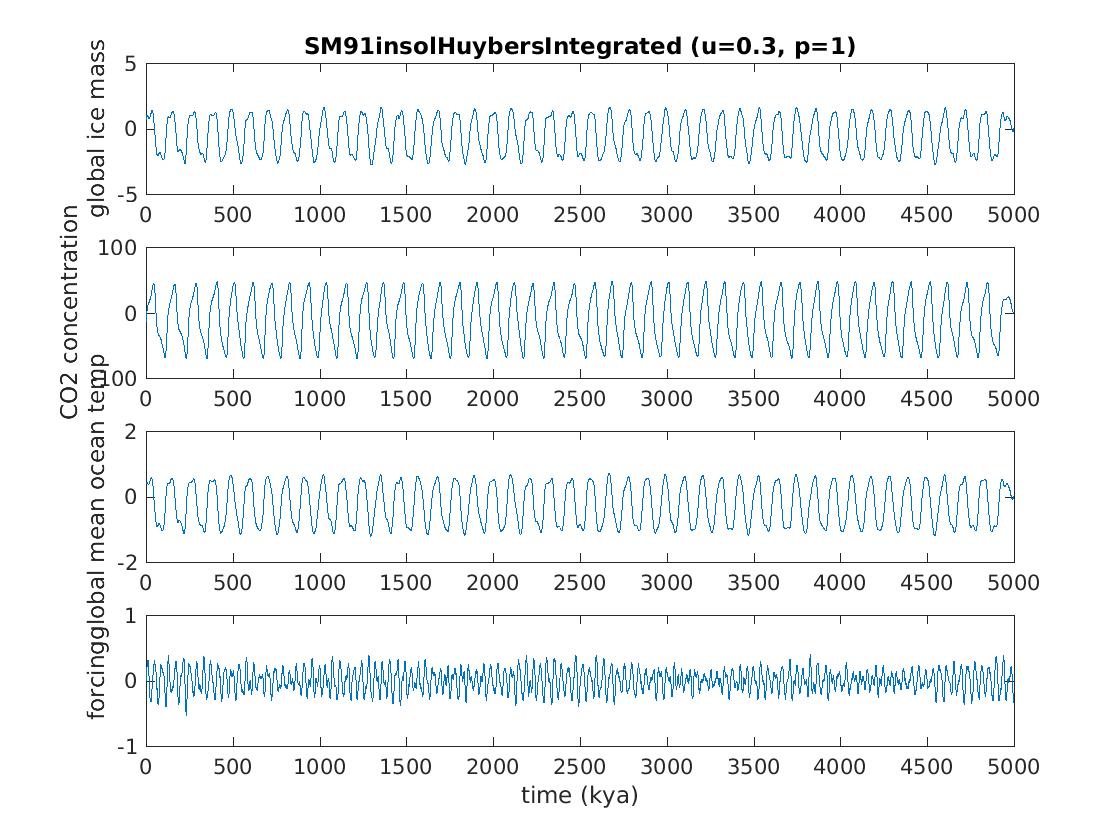 SM91insolHuybersIntegrated (u=0.3, p=1)
global ice mass
5
0
-5
0 500 1000 1500 2000 2500 3000 3500 4000 4500 5000
CO2 concentration
100
0
100
0 500 1000 1500 2000 2500 3000 3500 4000 4500 5000
global mean ocean temp
2
0
-2
0 500 1000 1500 2000 2500 3000 3500 4000 4500 5000
forcing
1
0
-1
0 500 1000 1500 2000 2500 3000 3500 4000 4500 5000
time (kya)